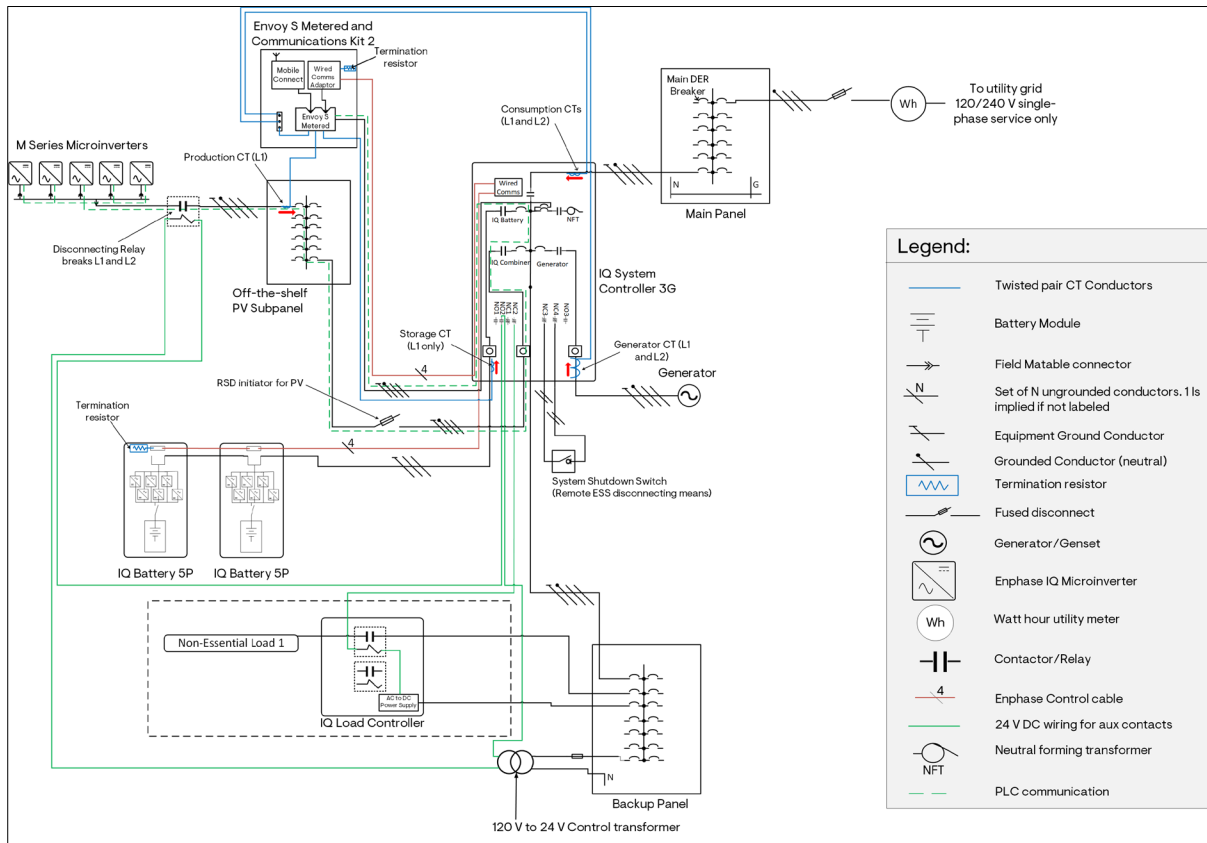 Envoy S Metered and
Communications Kit 2
Termination
resistor
Mobile
Connect
Wired
Comms
Adaptor
Envoy S
Metered
Main DER
Breaker
N
G
Main Panel
Wh
To utility grid
120/240 V single-
phase service only
Consumption CTs
(L1 and L2)
M Series Microinverters
Production CT (L1)
Disconnecting Relay
breaks L1 and L2
Off-the-shelf
PV Subpanel
Wired
Comms
IQ Battery
NFT
IQ Combiner
Generator
NO1
NO2
NC1
NC2
NC3
NC4
NO3
IQ System
Controller 3G
Storage CT
(L1 only)
Generator CT (L1
and L2)
Generator
4
RSD initiator for PV
Termination
resistor
4
System Shutdown Switch
(Remote ESS disconnecting means)
IQ Battery 5P
IQ Battery 5P
Non-Essential Load 1
AC to DC
Power Supply
IQ Load Controller
N
Backup Panel
120 V to 24 V Control transformer
Legend:
Twisted pair CT Conductors
Battery Module
Field Matable connector
N
Set of N ungrounded conductors. 1 Is
implied if not labeled
Equipment Ground Conductor
Grounded Conductor (neutral)
Termination resistor
Fused disconnect
Generator/Genset
Enphase IQ Microinverter
Wh
Watt hour utility meter
Contactor/Relay
4
Enphase Control cable
24 V DC wiring for aux contacts
NFT
Neutral forming transformer
PLC communication